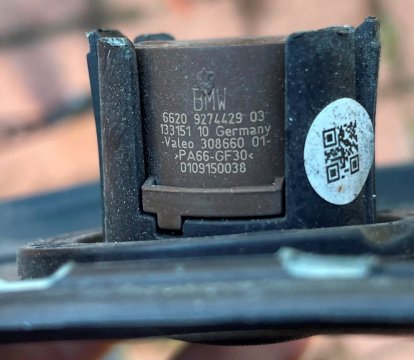 BMW
6620 9274429 03
133151 10 Germany
-Valeo 308660 01-
>PA66-GF30<
0109150038